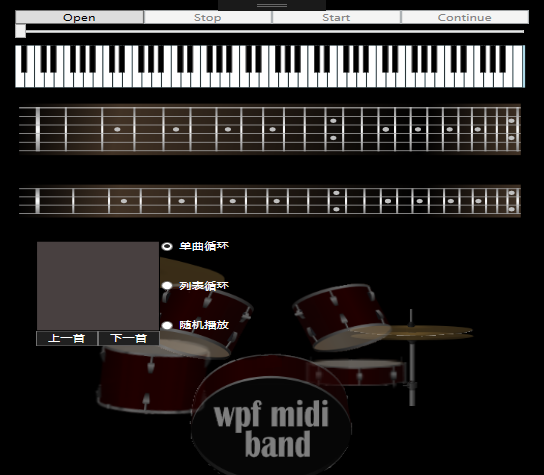 Open Stop Start Continue
单曲循环
列表循环
随机播放
上一首 下一首
wpf midi
band